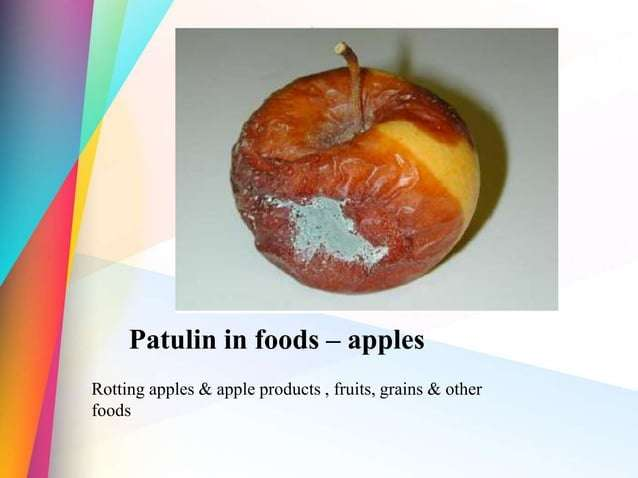 Patulin in foods – apples
Rotting apples & apple products , fruits, grains & other
foods